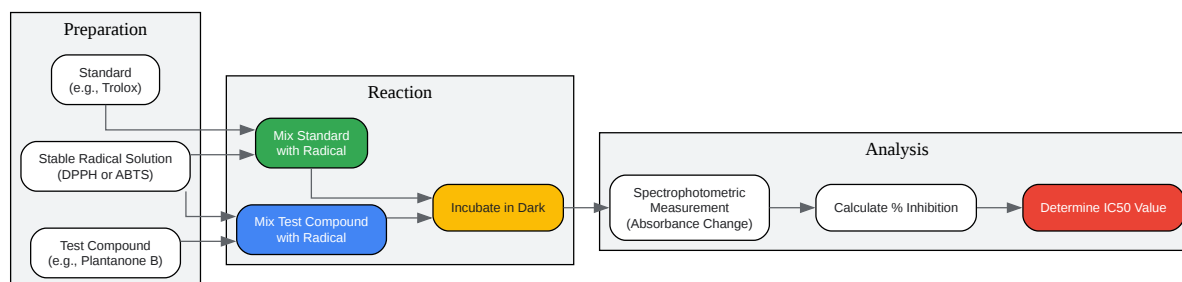 Preparation
Standard
(e.g., Trolox)
Stable Radical Solution
(DPPH or ABTS)
Test Compound
(e.g., Plantanone B)
Reaction
Mix Standard
with Radical
Mix Test Compound
with Radical
Incubate in Dark
Analysis
Spectrophotometric
Measurement
(Absorbance Change)
Calculate % Inhibition
Determine IC50 Value